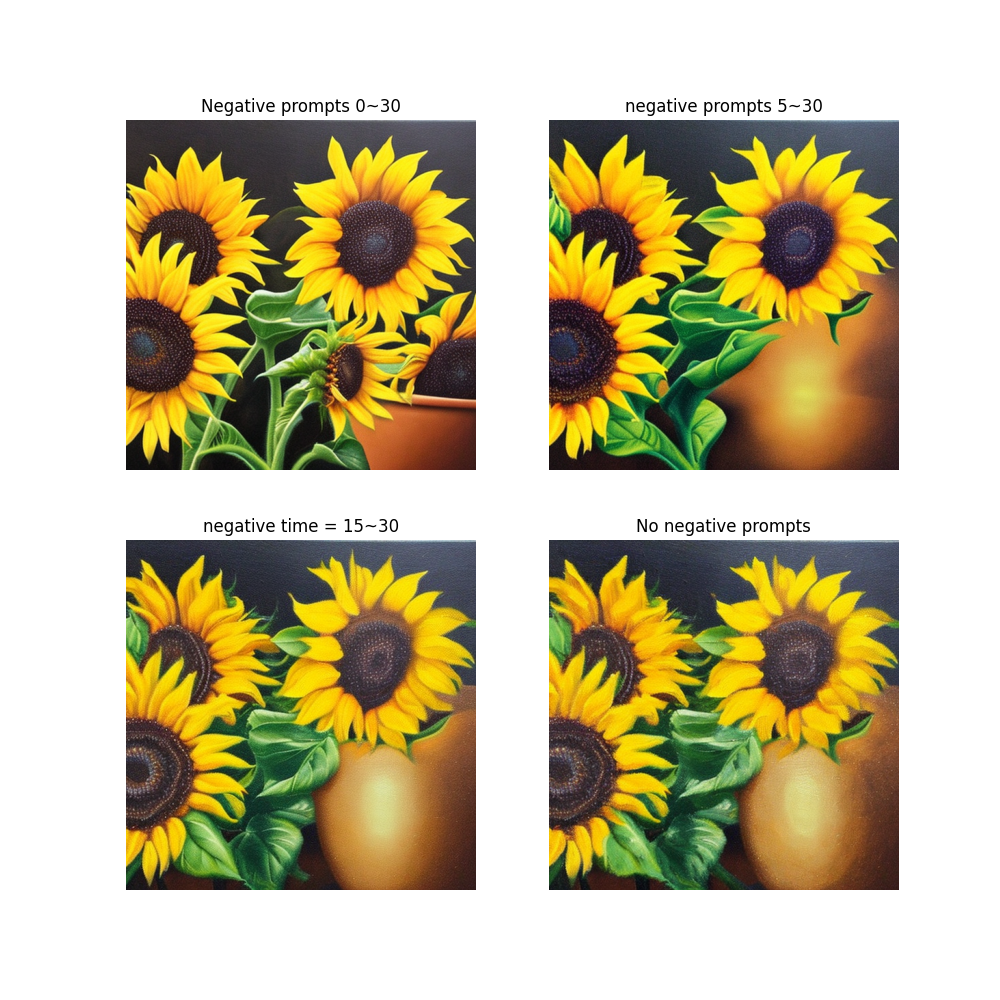 Negative prompts 0~30
negative prompts 5~30
negative time = 15~30
No negative prompts